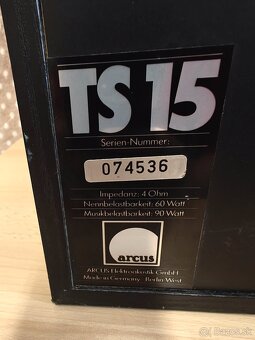 TS 15
Serien-Nummer:
074536
Impedanz: 4 Ohm
Nennbelastbarkeit: 60 Watt
Musikbelastbarkeit: 90 Watt
arcus
ARCUS Elektroakustik GmbH
Made in Germany - Berlin West
bazos.sk